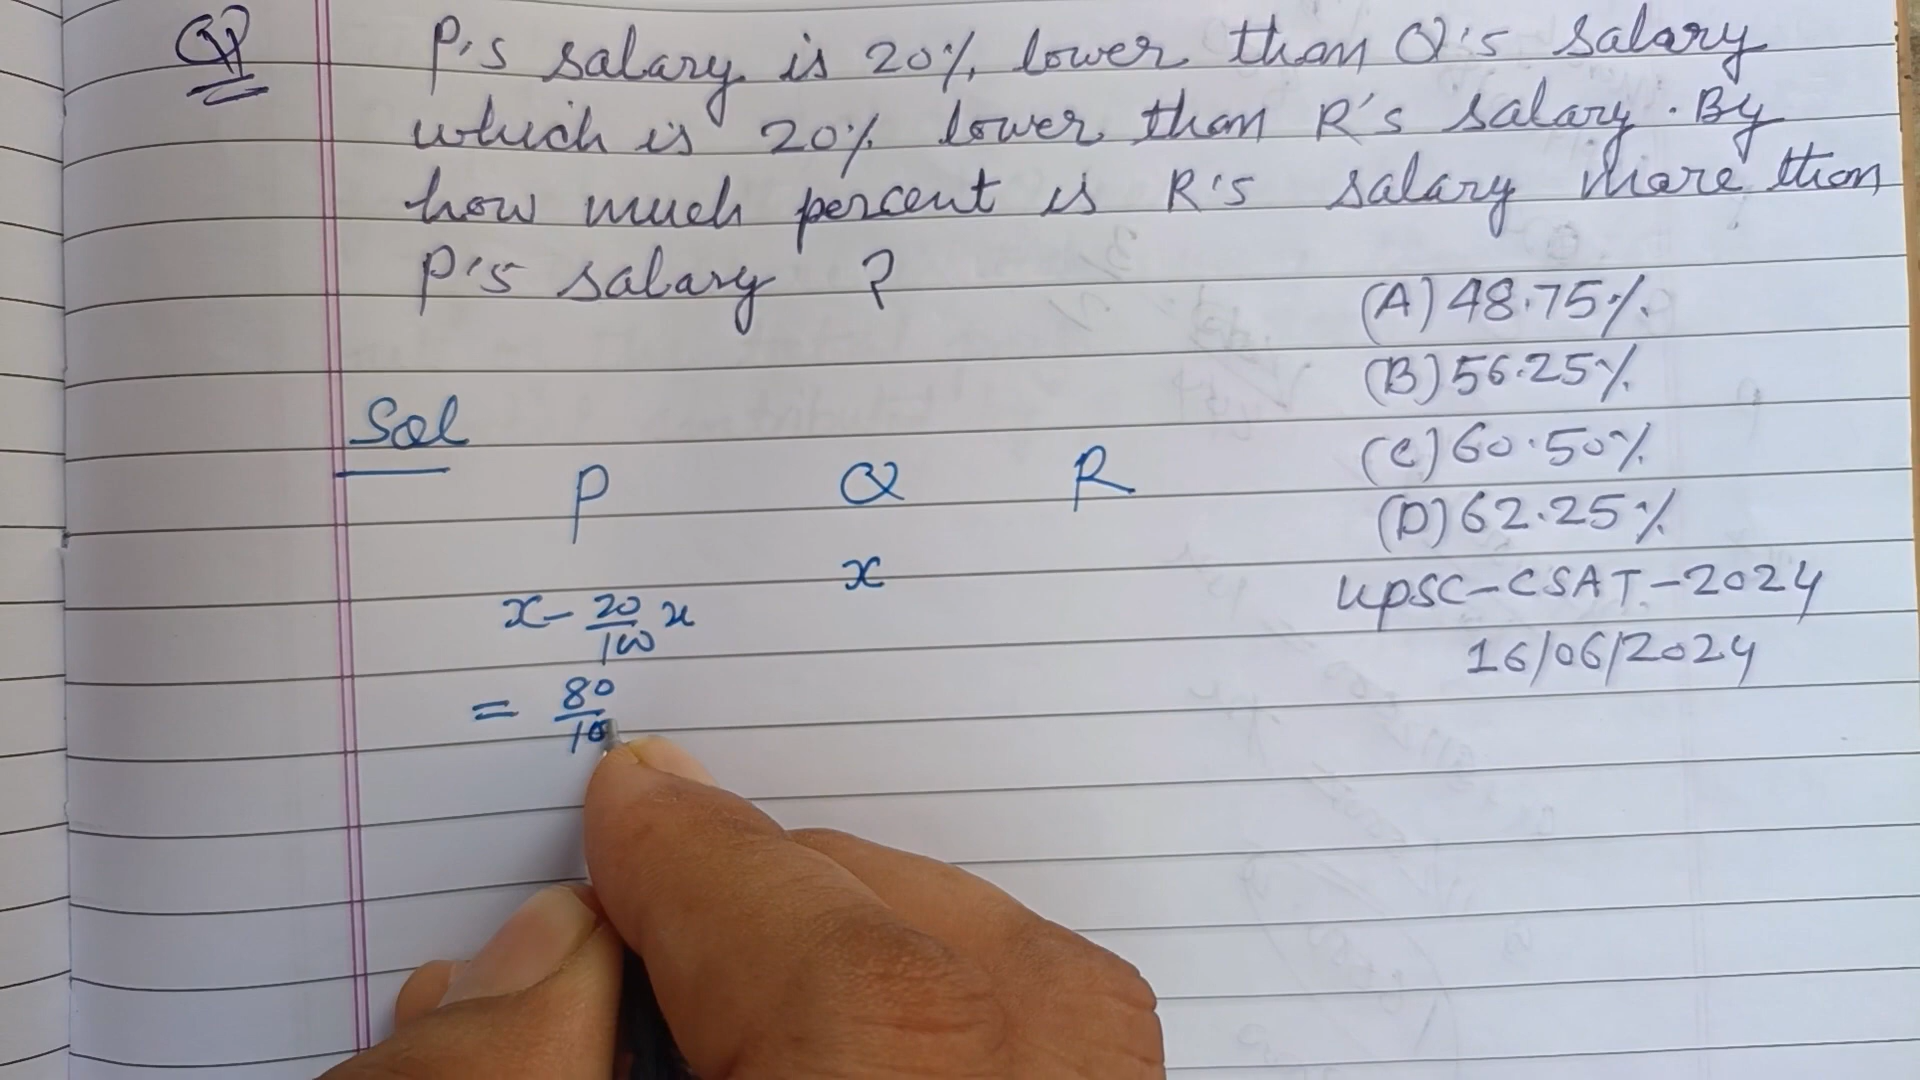 Q
P's salary is 20% lower than Q's salary
which is 20% lower than R's salary. By
how much percent is R's salary more than
P's salary ?
(A) 48.75%
(B) 56.25%
(C) 60.50%
(D) 62.25%
UPSC-CSAT-2024
16/06/2024
Sol
P Q R
x
x - 20/100 x
= 80/10